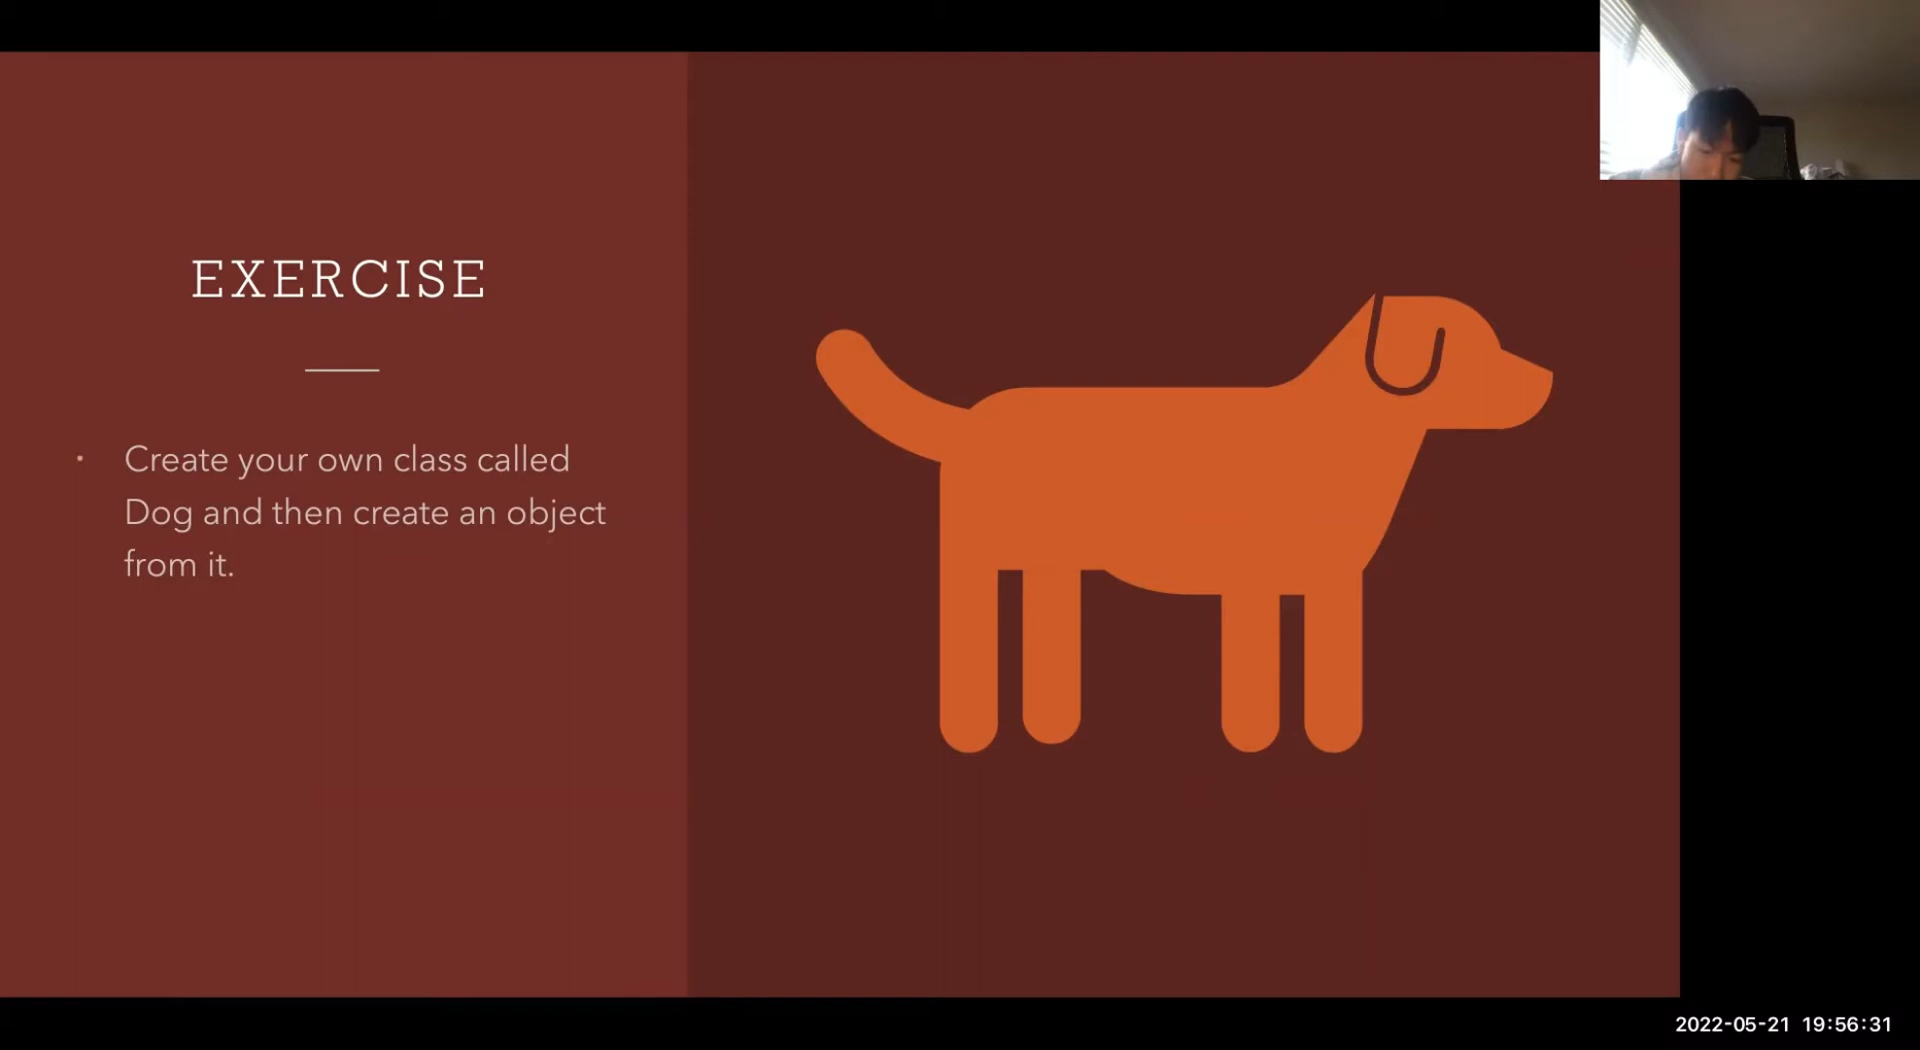 EXERCISE
• Create your own class called
Dog and then create an object
from it.
2022-05-21 19:56:31